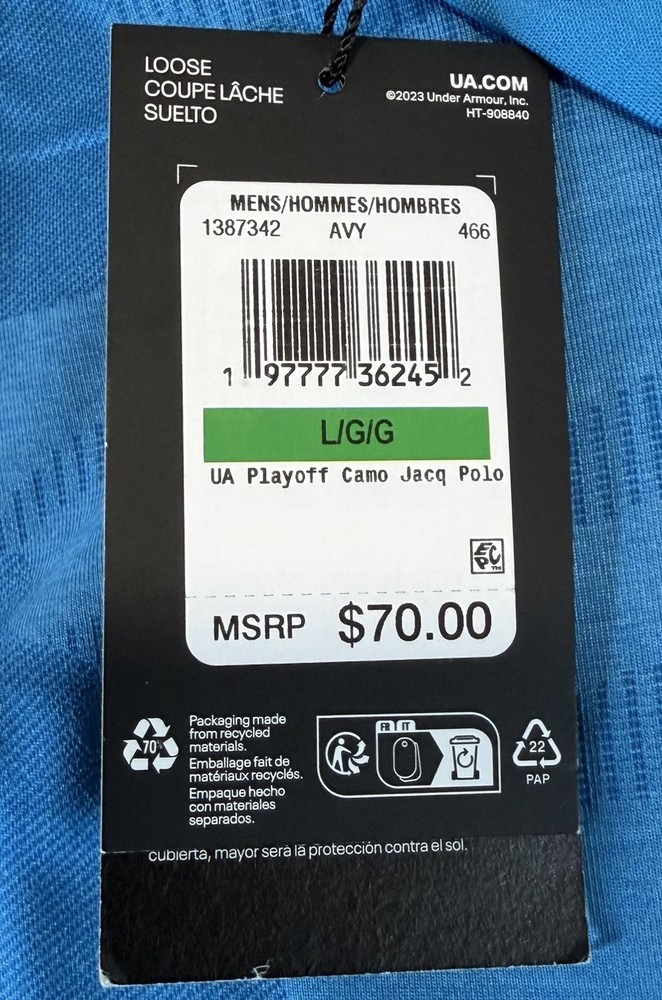 LOOSE
COUPE LÂCHE
SUELTO
UA.COM
©2023 Under Armour, Inc.
HT-908840
MENS/HOMMES/HOMBRES
1387342 AVY 466
1 97777 36245 2
L/G/G
UA Playoff Camo Jacq Polo
EPC TM
MSRP $70.00
70%
Packaging made
from recycled
materials.
Emballage fait de
matériaux recyclés.
Empaque hecho
con materiales
separados.
FR IT
22
PAP
cubierta, mayor será la protección contra el sol.